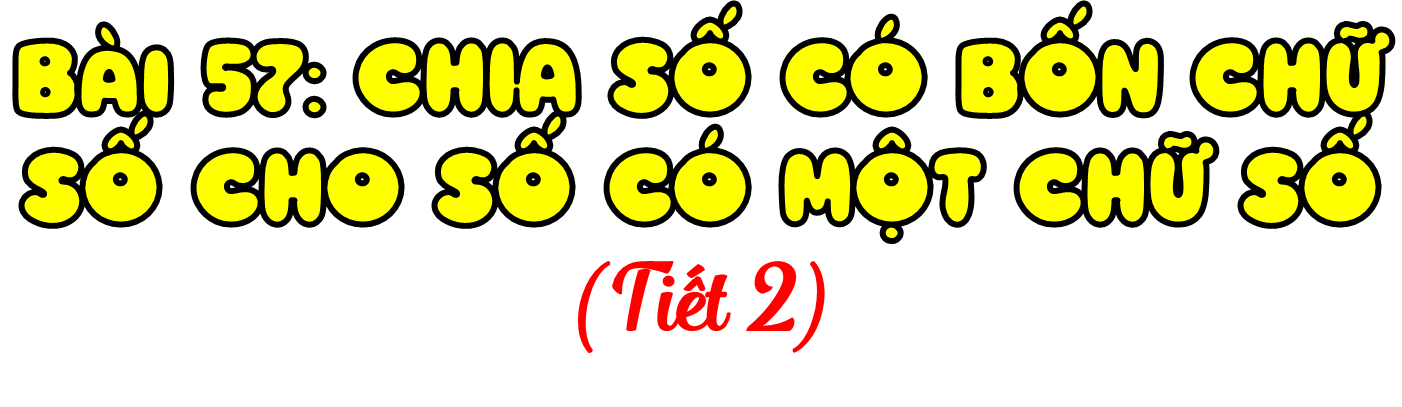 BÀI 57: CHIA SỐ CÓ BỐN CHỮ
SỐ CHO SỐ CÓ MỘT CHỮ SỐ
(Tiết 2)